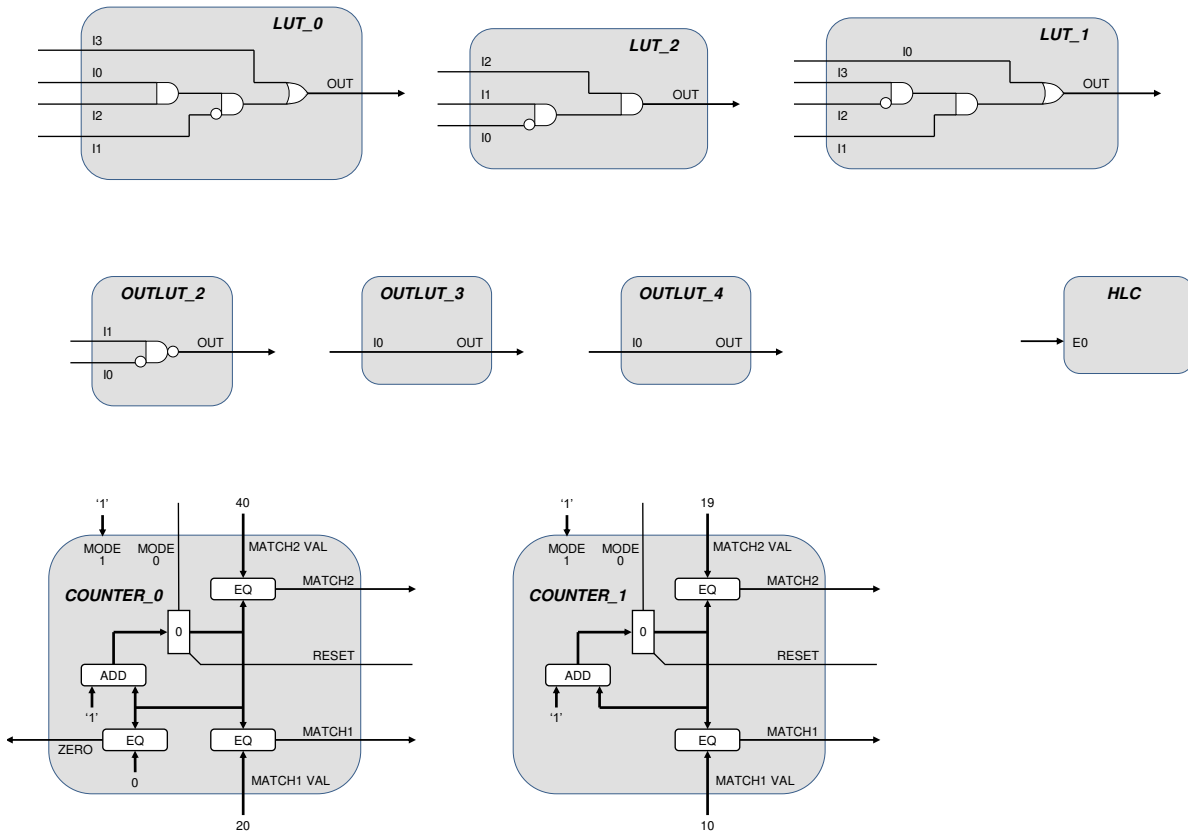 LUT_0
I3
I0
OUT
I2
I1
LUT_2
I2
I1
OUT
I0
LUT_1
I0
I3
OUT
I2
I1
OUTLUT_2
I1
OUT
I0
OUTLUT_3
I0 OUT
OUTLUT_4
I0 OUT
HLC
E0
'1' 40
MODE 1 MODE 0 MATCH2 VAL
EQ MATCH2
COUNTER_0
0
RESET
ADD
'1'
ZERO EQ EQ MATCH1
0 MATCH1 VAL
20
'1' 19
MODE 1 MODE 0 MATCH2 VAL
EQ MATCH2
COUNTER_1
0
RESET
ADD
'1'
EQ MATCH1
MATCH1 VAL
10